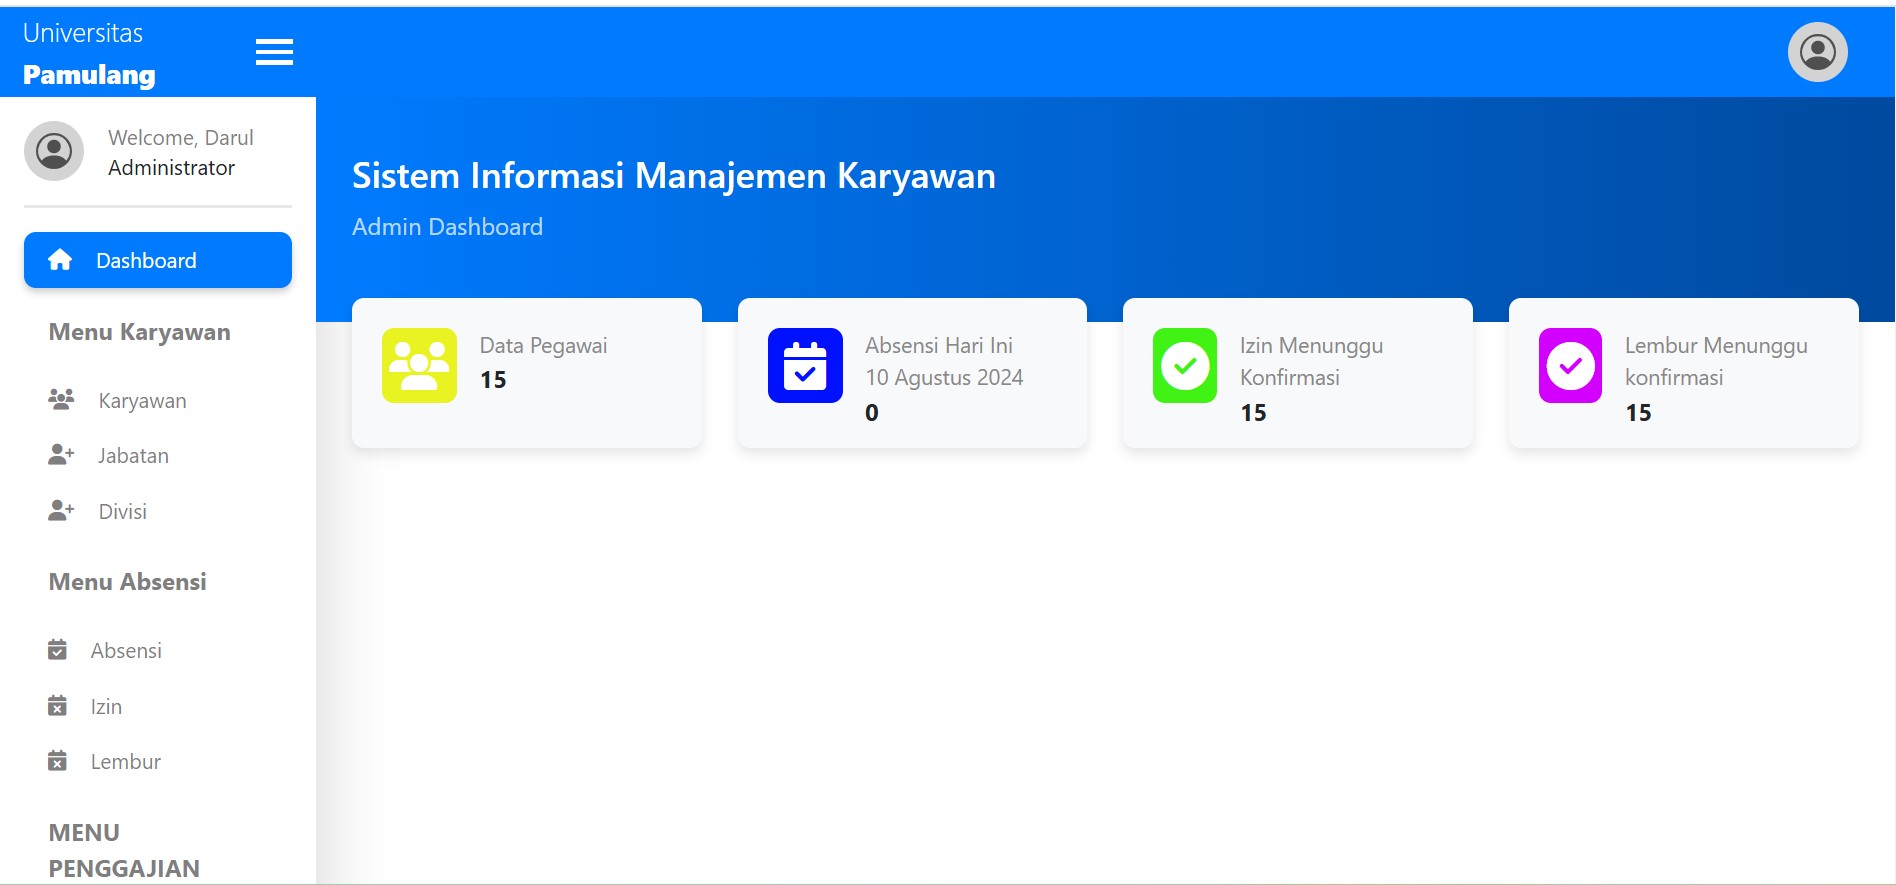 Universitas
Pamulang
Welcome, Darul
Administrator
Dashboard
Menu Karyawan
Karyawan
Jabatan
Divisi
Menu Absensi
Absensi
Izin
Lembur
MENU
PENGGAJIAN
Sistem Informasi Manajemen Karyawan
Admin Dashboard
Data Pegawai
15
Absensi Hari Ini
10 Agustus 2024
0
Izin Menunggu
Konfirmasi
15
Lembur Menunggu
konfirmasi
15